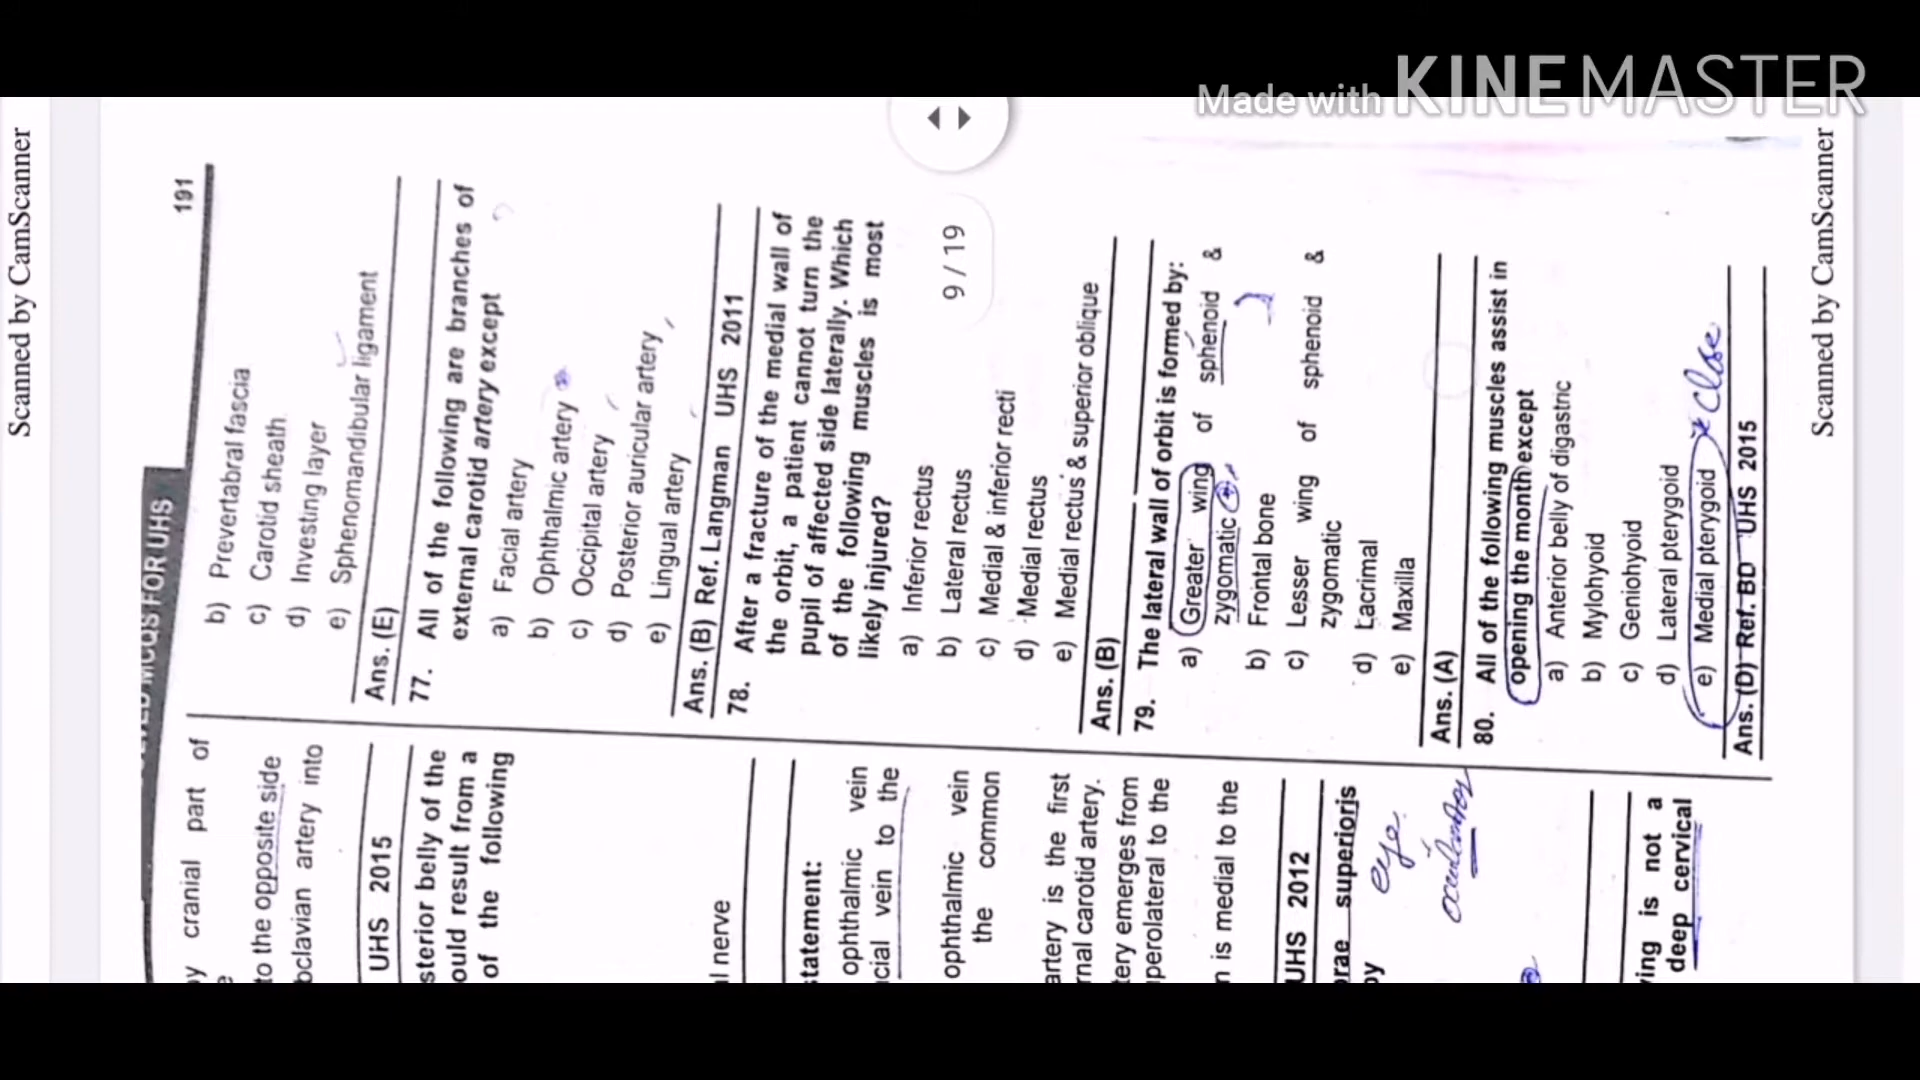 Made with KINEMASTER
Scanned by CamScanner
191
MCQS FOR UHS
y cranial part of
to the opposite side
bclavian artery into
UHS 2015
sterior belly of the
ould result from a
of the following
l nerve
statement:
ophthalmic vein
cial vein to the
ophthalmic vein
the common
artery is the first
rnal carotid artery.
tery emerges from
perolateral to the
n is medial to the
UHS 2012
brae superioris
by
eye
ving is not a
deep cervical
b) Prevertabral fascia
c) Carotid sheath
d) Investing layer
e) Sphenomandibular ligament
Ans. (E)
77. All of the following are branches of
external carotid artery except
a) Facial artery
b) Ophthalmic artery
c) Occipital artery
d) Posterior auricular artery
e) Lingual artery
Ans. (B) Ref. Langman UHS 2011
78. After a fracture of the medial wall of
the orbit, a patient cannot turn the
pupil of affected side laterally. Which
of the following muscles is most
likely injured?
a) Inferior rectus
b) Lateral rectus
c) Medial & inferior recti
d) Medial rectus
e) Medial rectus & superior oblique
Ans. (B)
79. The lateral wall of orbit is formed by:
a) Greater wing of sphenoid &
zygomatic
b) Frontal bone
c) Lesser wing of sphenoid &
zygomatic
d) Lacrimal
e) Maxilla
Ans. (A)
80. All of the following muscles assist in
opening the month except
a) Anterior belly of digastric
b) Mylohyoid
c) Geniohyoid
d) Lateral pterygoid
e) Medial pterygoid * close
Ans. (D) Ref. BD UHS 2015
9 / 19
Scanned by CamScanner